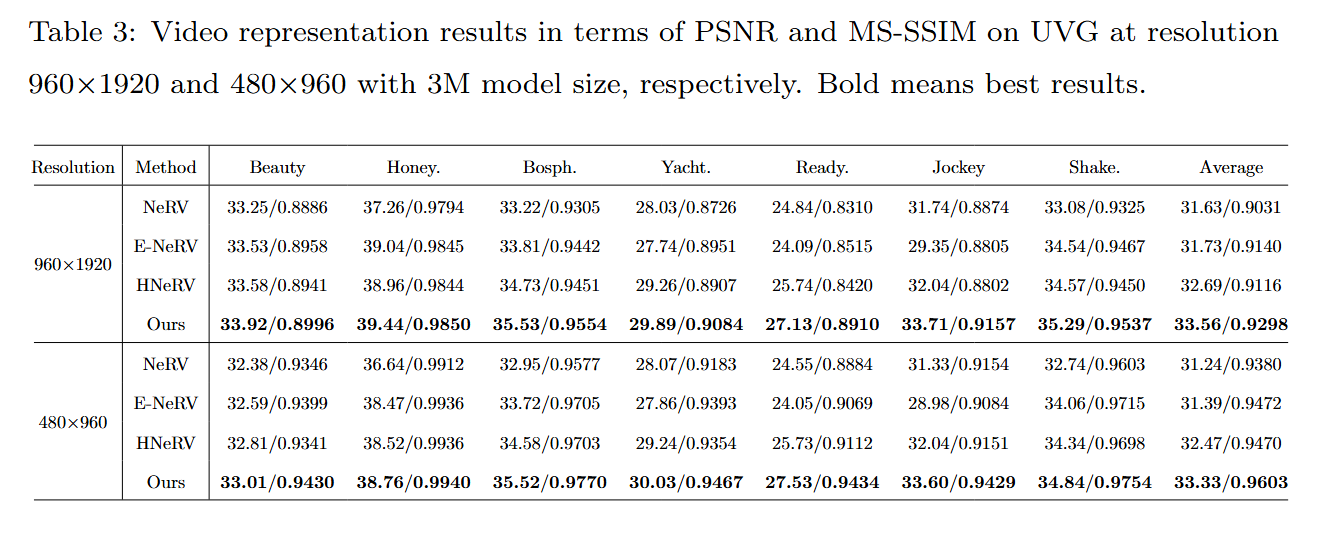 Table 3: Video representation results in terms of PSNR and MS-SSIM on UVG at resolution
960×1920 and 480×960 with 3M model size, respectively. Bold means best results.
Resolution Method Beauty Honey. Bosph. Yacht. Ready. Jockey Shake. Average
NeRV 33.25/0.8886 37.26/0.9794 33.22/0.9305 28.03/0.8726 24.84/0.8310 31.74/0.8874 33.08/0.9325 31.63/0.9031
E-NeRV 33.53/0.8958 39.04/0.9845 33.81/0.9442 27.74/0.8951 24.09/0.8515 29.35/0.8805 34.54/0.9467 31.73/0.9140
960×1920
HNeRV 33.58/0.8941 38.96/0.9844 34.73/0.9451 29.26/0.8907 25.74/0.8420 32.04/0.8802 34.57/0.9450 32.69/0.9116
Ours 33.92/0.8996 39.44/0.9850 35.53/0.9554 29.89/0.9084 27.13/0.8910 33.71/0.9157 35.29/0.9537 33.56/0.9298
NeRV 32.38/0.9346 36.64/0.9912 32.95/0.9577 28.07/0.9183 24.55/0.8884 31.33/0.9154 32.74/0.9603 31.24/0.9380
E-NeRV 32.59/0.9399 38.47/0.9936 33.72/0.9705 27.86/0.9393 24.05/0.9069 28.98/0.9084 34.06/0.9715 31.39/0.9472
480×960
HNeRV 32.81/0.9341 38.52/0.9936 34.58/0.9703 29.24/0.9354 25.73/0.9112 32.04/0.9151 34.34/0.9698 32.47/0.9470
Ours 33.01/0.9430 38.76/0.9940 35.52/0.9770 30.03/0.9467 27.53/0.9434 33.60/0.9429 34.84/0.9754 33.33/0.9603